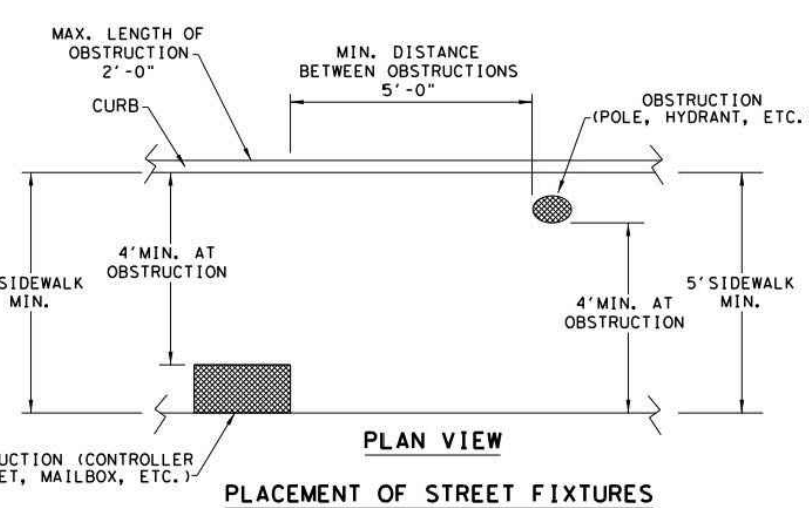 MAX. LENGTH OF
OBSTRUCTION
2'-0"
CURB
MIN. DISTANCE
BETWEEN OBSTRUCTIONS
5'-0"
OBSTRUCTION
(POLE, HYDRANT, ETC.
4'MIN. AT
OBSTRUCTION
SIDEWALK
MIN.
4'MIN. AT
OBSTRUCTION
5'SIDEWALK
MIN.
(CONTROLLER
MAILBOX, ETC.)
PLAN VIEW
PLACEMENT OF STREET FIXTURES